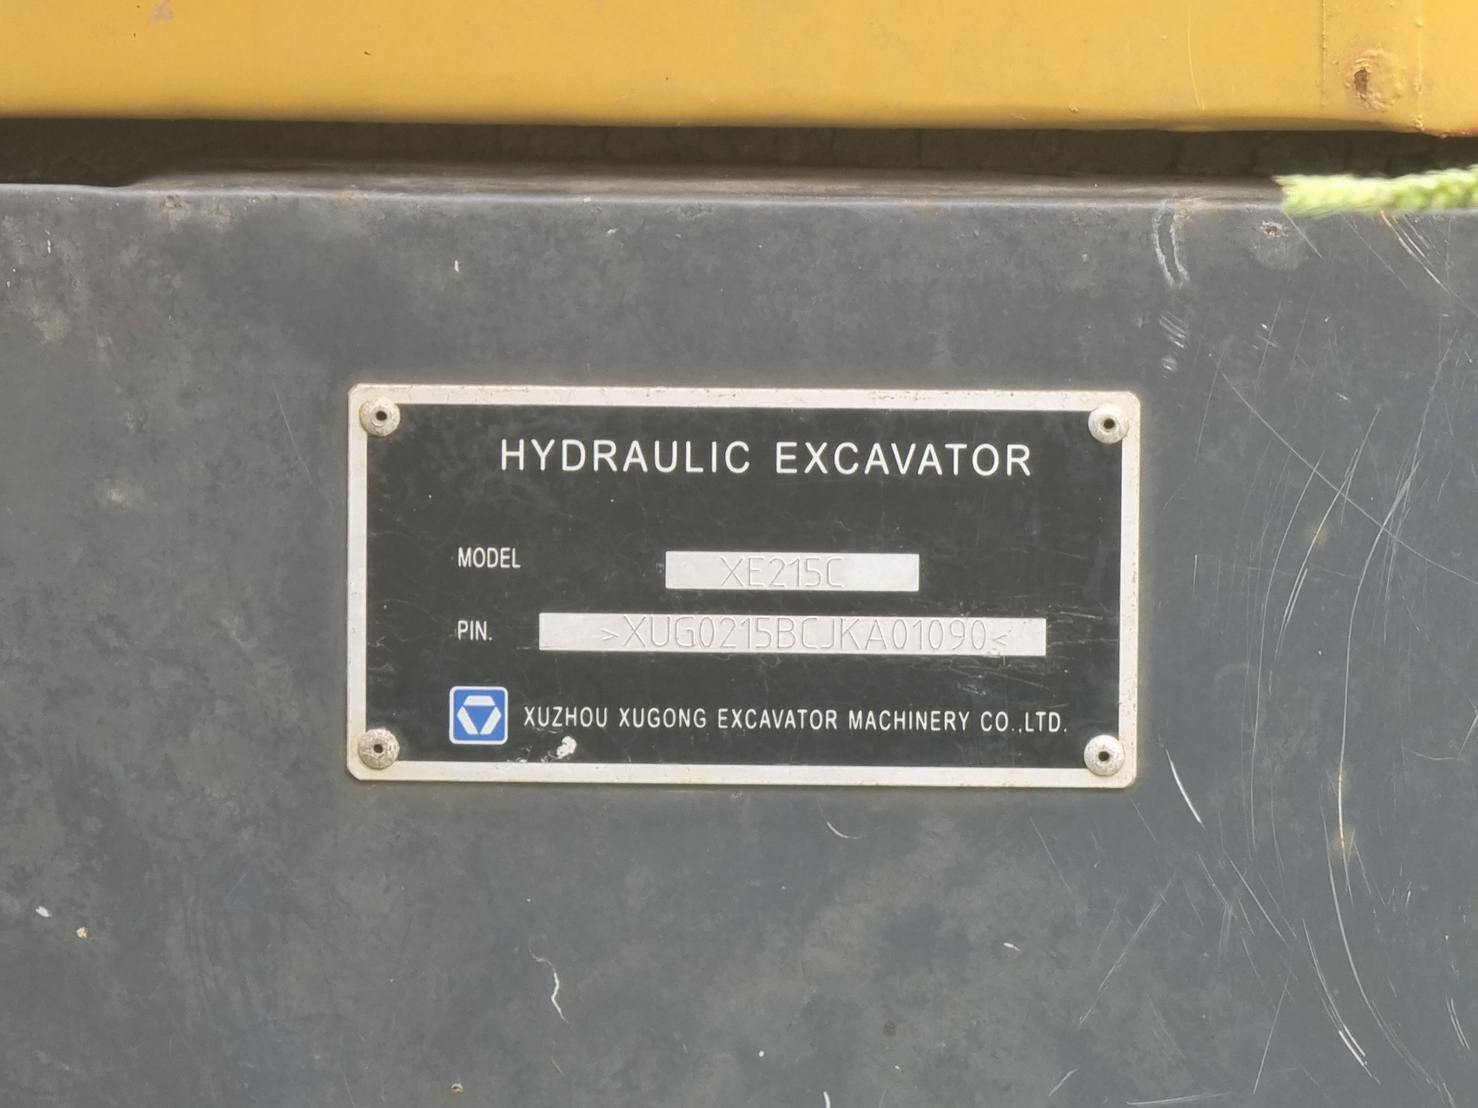 HYDRAULIC EXCAVATOR
MODEL XE215C
PIN. >XUG0215BCJKA01090<
XUZHOU XUGONG EXCAVATOR MACHINERY CO.,LTD.